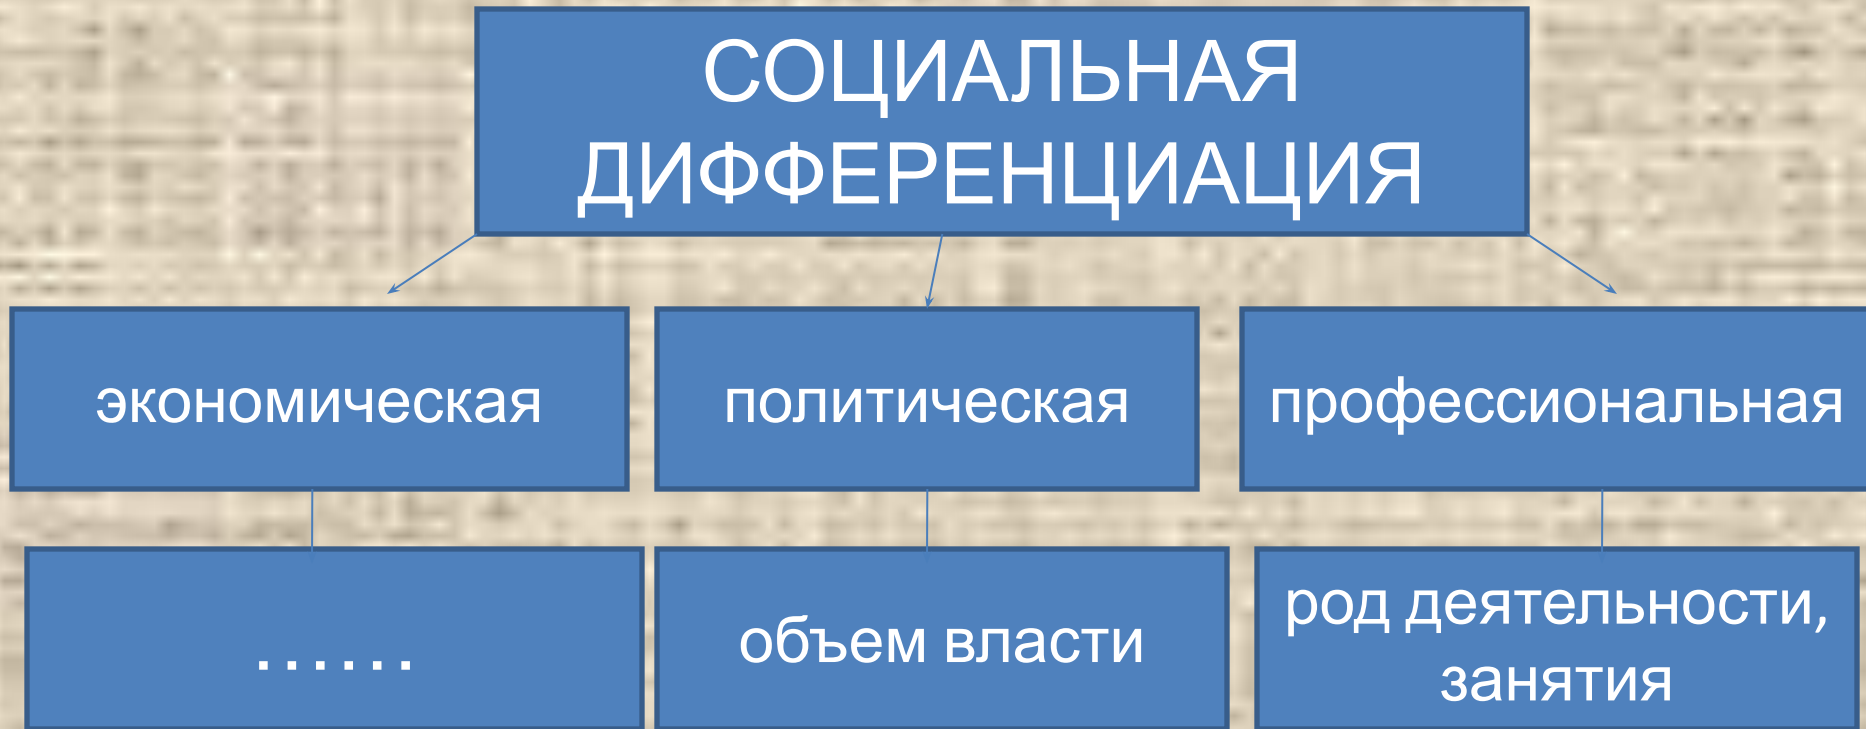 СОЦИАЛЬНАЯ
ДИФФЕРЕНЦИАЦИЯ
экономическая
политическая
профессиональная
......
объем власти
род деятельности,
занятия